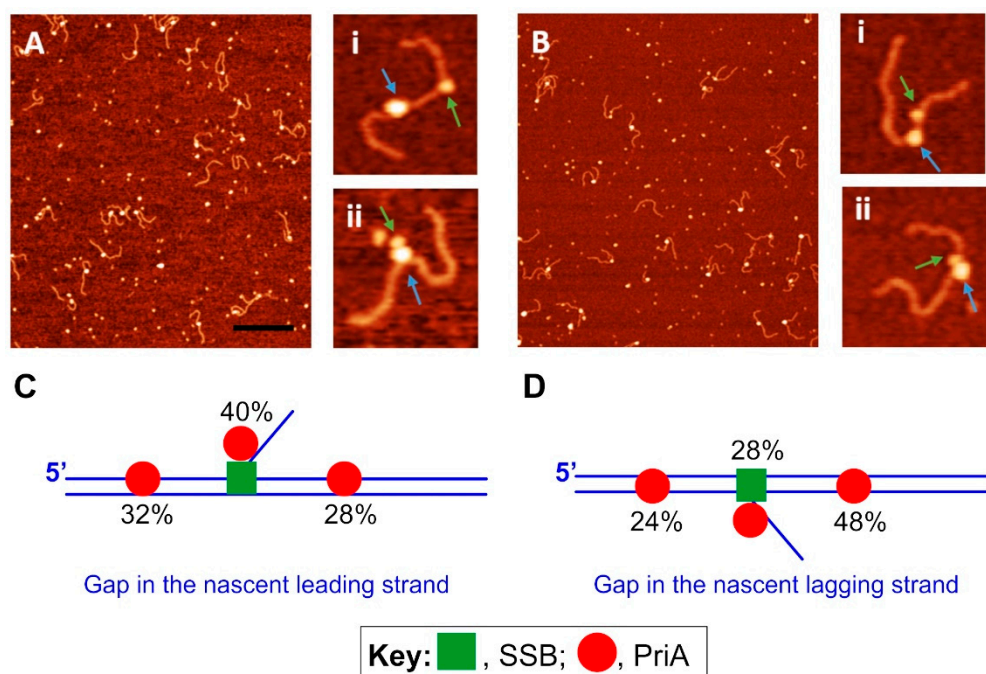 A
i
ii
B
i
ii
C
40%
5'
32%
28%
Gap in the nascent leading strand
D
28%
5'
24%
48%
Gap in the nascent lagging strand
Key: , SSB; , PriA